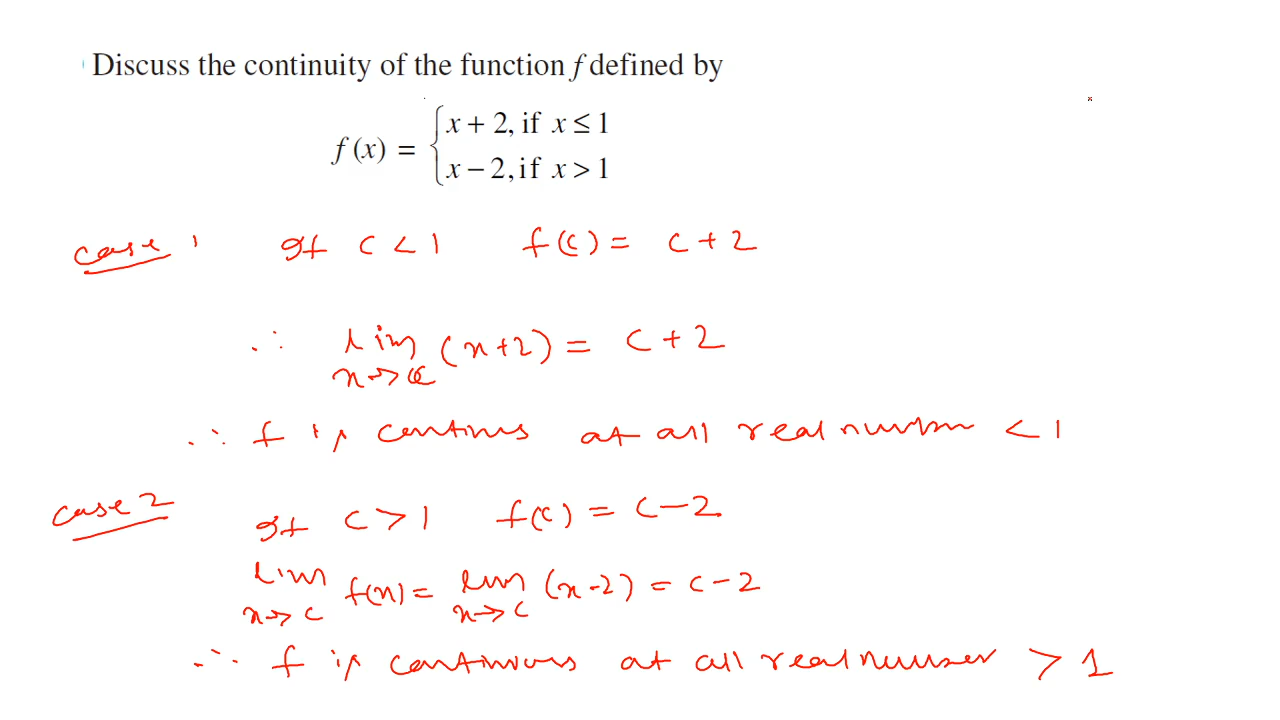 Discuss the continuity of the function f defined by
f(x) = { x + 2, if x ≤ 1
x − 2, if x > 1
case 1 If c < 1 f(c) = c + 2
∴ lim x→c (x+2) = c + 2
∴ f is continus at all real number < 1
case 2 If c > 1 f(c) = c − 2
lim x→c f(x) = lim x→c (x-2) = c − 2
∴ f is continuous at all real number > 1